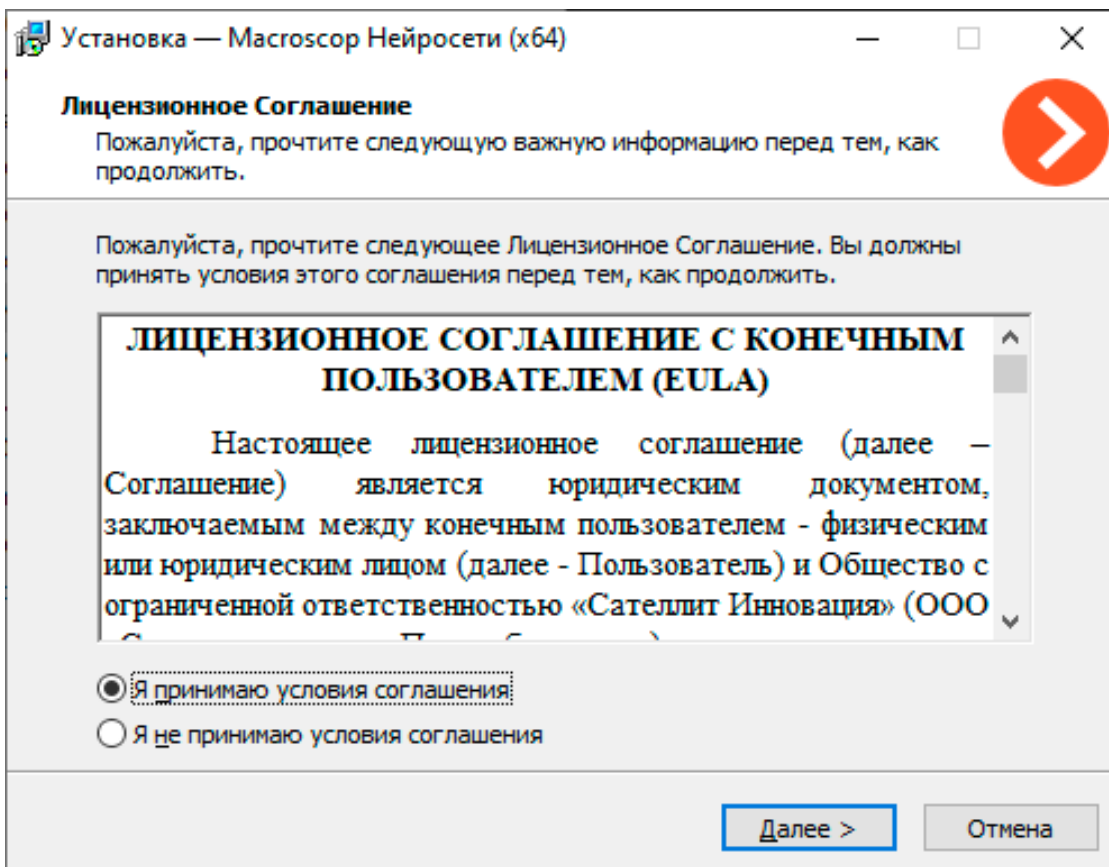 Установка — Macroscop Нейросети (x64)
Лицензионное Соглашение
Пожалуйста, прочтите следующую важную информацию перед тем, как
продолжить.
Пожалуйста, прочтите следующее Лицензионное Соглашение. Вы должны
принять условия этого соглашения перед тем, как продолжить.
ЛИЦЕНЗИОННОЕ СОГЛАШЕНИЕ С КОНЕЧНЫМ
ПОЛЬЗОВАТЕЛЕМ (EULA)
Настоящее лицензионное соглашение (далее –
Соглашение) является юридическим документом,
заключаемым между конечным пользователем - физическим
или юридическим лицом (далее - Пользователь) и Общество с
ограниченной ответственностью «Сателлит Инновация» (ООО
Я принимаю условия соглашения
Я не принимаю условия соглашения
Далее >
Отмена